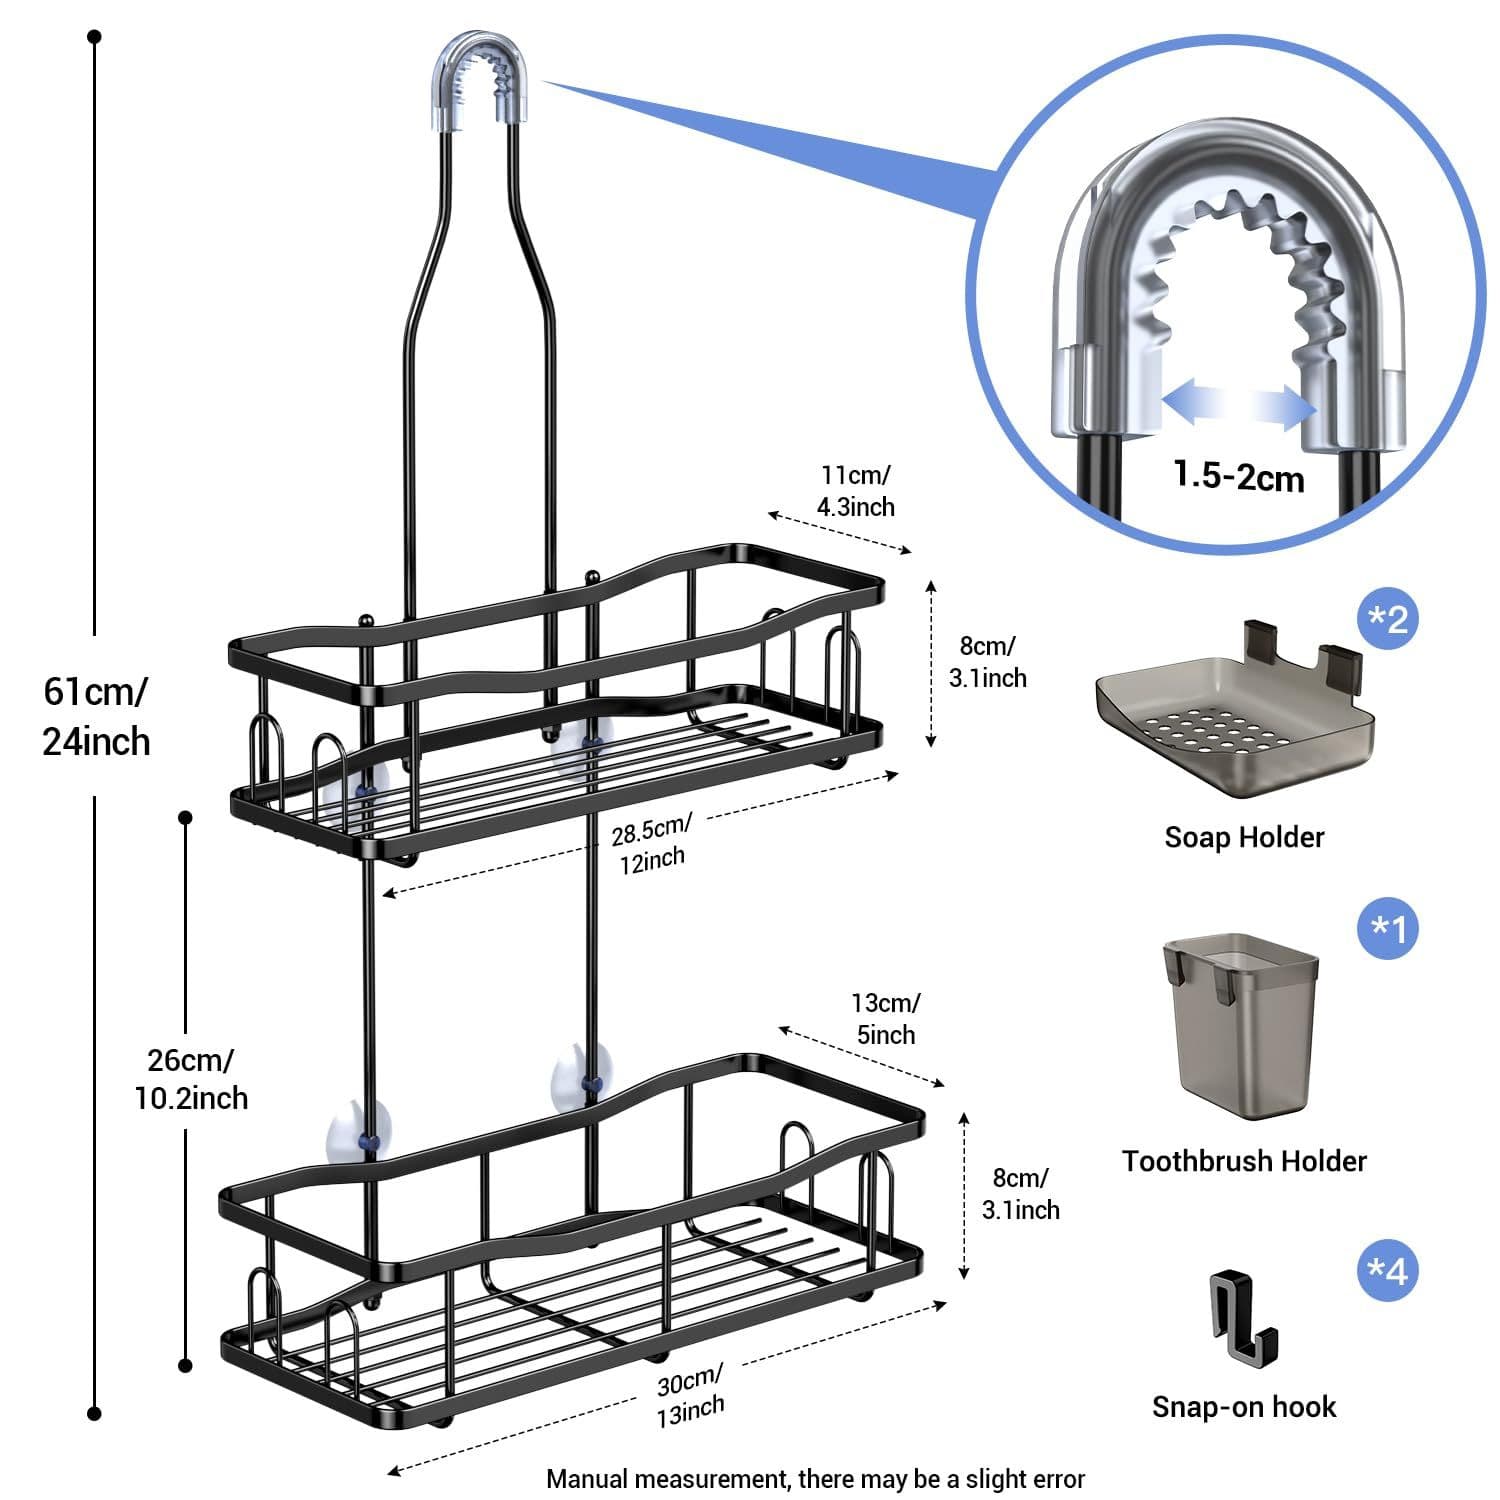 1.5-2cm
11cm/
4.3inch
8cm/
3.1inch
*2
61cm/
24inch
28.5cm/
12inch
Soap Holder
*1
26cm/
10.2inch
13cm/
5inch
8cm/
3.1inch
Toothbrush Holder
*4
30cm/
13inch
Snap-on hook
Manual measurement, there may be a slight error